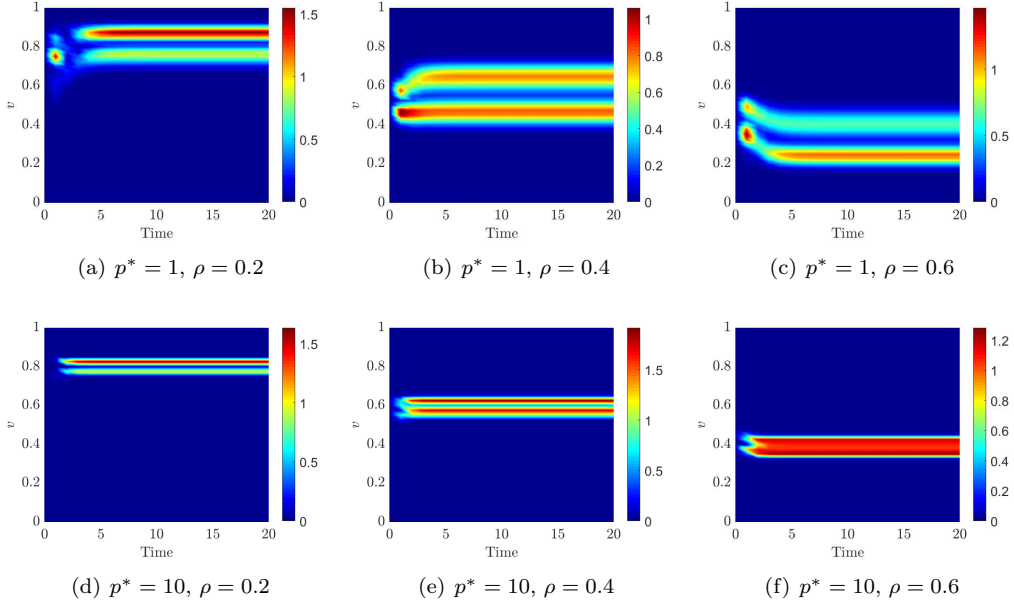 1
0.8
0.6
0.4
0.2
0
v
0 5 10 15 20
Time
1.5
1
0.5
0
(a) p* = 1, ρ = 0.2
1
0.8
0.6
0.4
0.2
0
v
0 5 10 15 20
Time
1
0.8
0.6
0.4
0.2
0
(b) p* = 1, ρ = 0.4
1
0.8
0.6
0.4
0.2
0
v
0 5 10 15 20
Time
1
0.5
0
(c) p* = 1, ρ = 0.6
1
0.8
0.6
0.4
0.2
0
v
0 5 10 15 20
Time
1.5
1
0.5
0
(d) p* = 10, ρ = 0.2
1
0.8
0.6
0.4
0.2
0
v
0 5 10 15 20
Time
1.5
1
0.5
0
(e) p* = 10, ρ = 0.4
1
0.8
0.6
0.4
0.2
0
v
0 5 10 15 20
Time
1.2
1
0.8
0.6
0.4
0.2
0
(f) p* = 10, ρ = 0.6